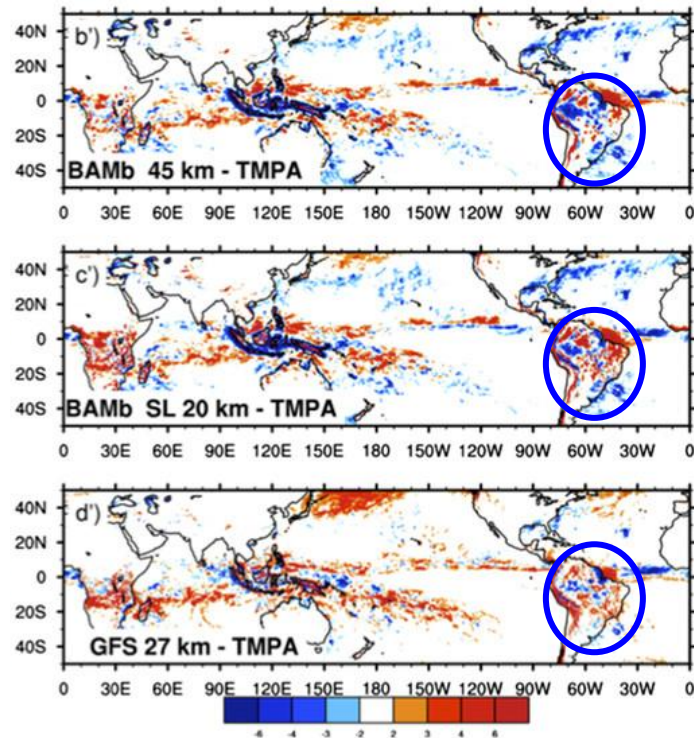 b')
40N
20N
0
20S
40S
BAMb 45 km - TMPA
0 30E 60E 90E 120E 150E 180 150W 120W 90W 60W 30W 0
c')
40N
20N
0
20S
40S
BAMb SL 20 km - TMPA
0 30E 60E 90E 120E 150E 180 150W 120W 90W 60W 30W 0
d')
40N
20N
0
20S
40S
GFS 27 km - TMPA
0 30E 60E 90E 120E 150E 180 150W 120W 90W 60W 30W 0
-6 -4 -3 -2 2 3 4 6